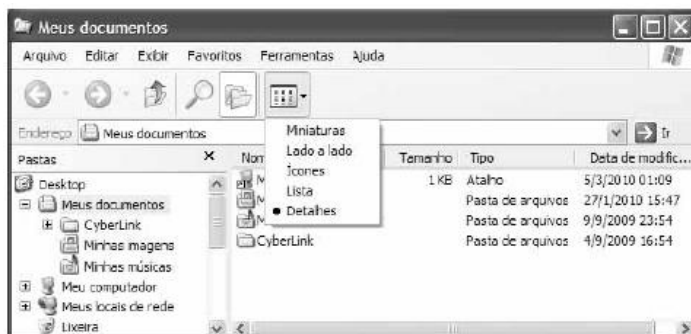 Meus documentos
Arquivo Editar Exibir Favoritos Ferramentas Ajuda
Endereço Meus documentos Ir
Pastas
Tamanho Tipo Data de modific...
Miniaturas
Lado a lado
Ícones
Lista
Detalhes
Desktop
Meus documentos
CyberLink
Minhas imagens
Minhas músicas
Meu computador
Meus locais de rede
Lixeira
1 KB Atalho 5/3/2010 01:09
Pasta de arquivos 27/1/2010 15:47
Pasta de arquivos 9/9/2009 23:54
CyberLink Pasta de arquivos 4/9/2009 16:54